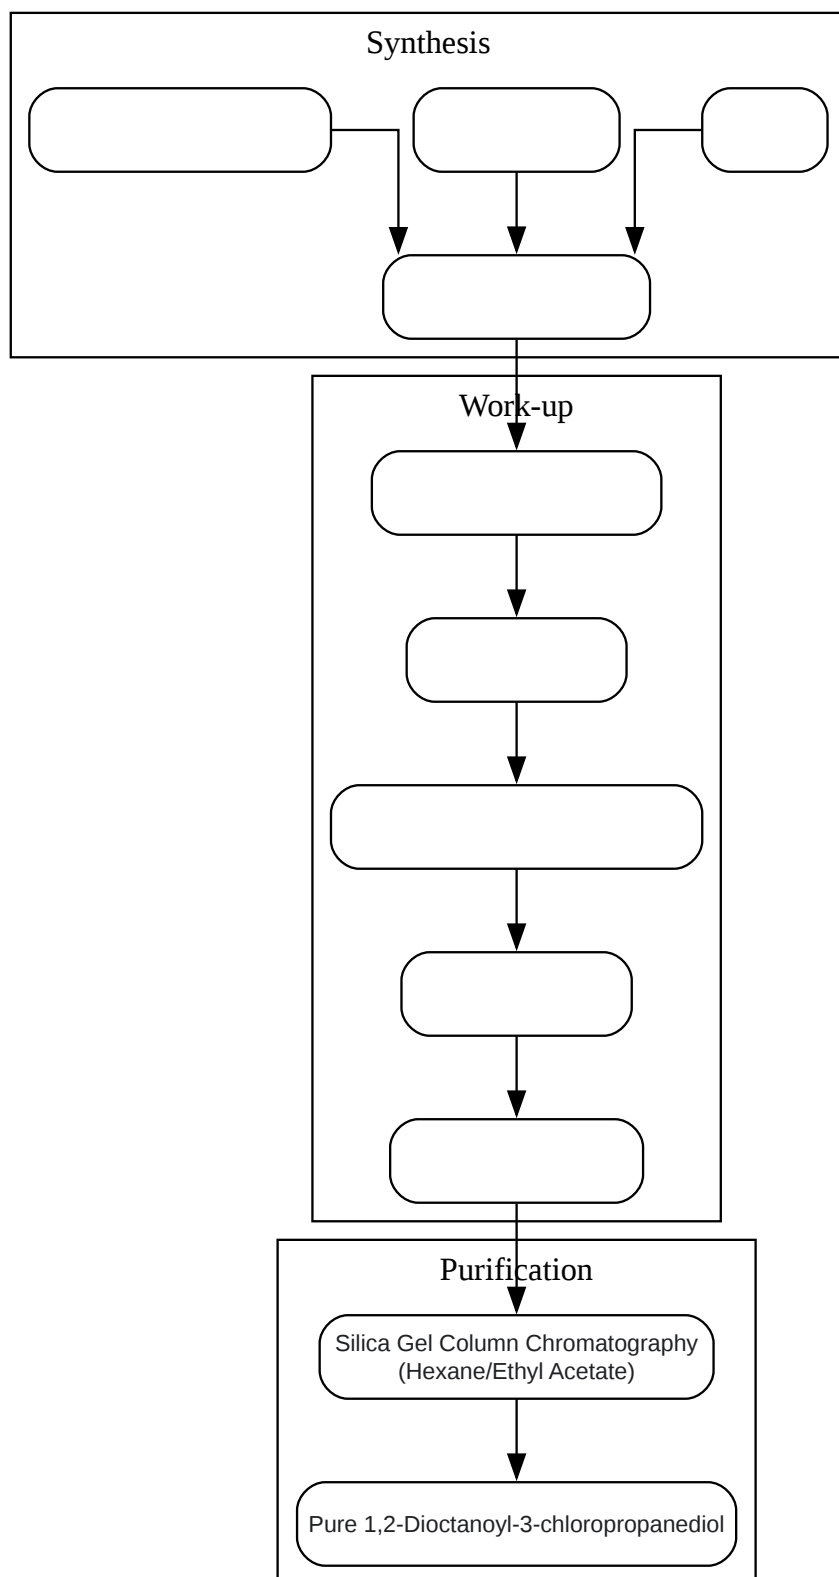 Synthesis
Work-up
Purification
Silica Gel Column Chromatography
(Hexane/Ethyl Acetate)
Pure 1,2-Dioctanoyl-3-chloropropanediol